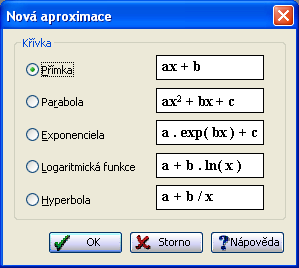 Nová aproximace
Křivka
Přímka ax + b
Parabola ax² + bx + c
Exponenciela a . exp( bx ) + c
Logaritmická funkce a + b . ln( x )
Hyperbola a + b / x
OK Storno Nápověda